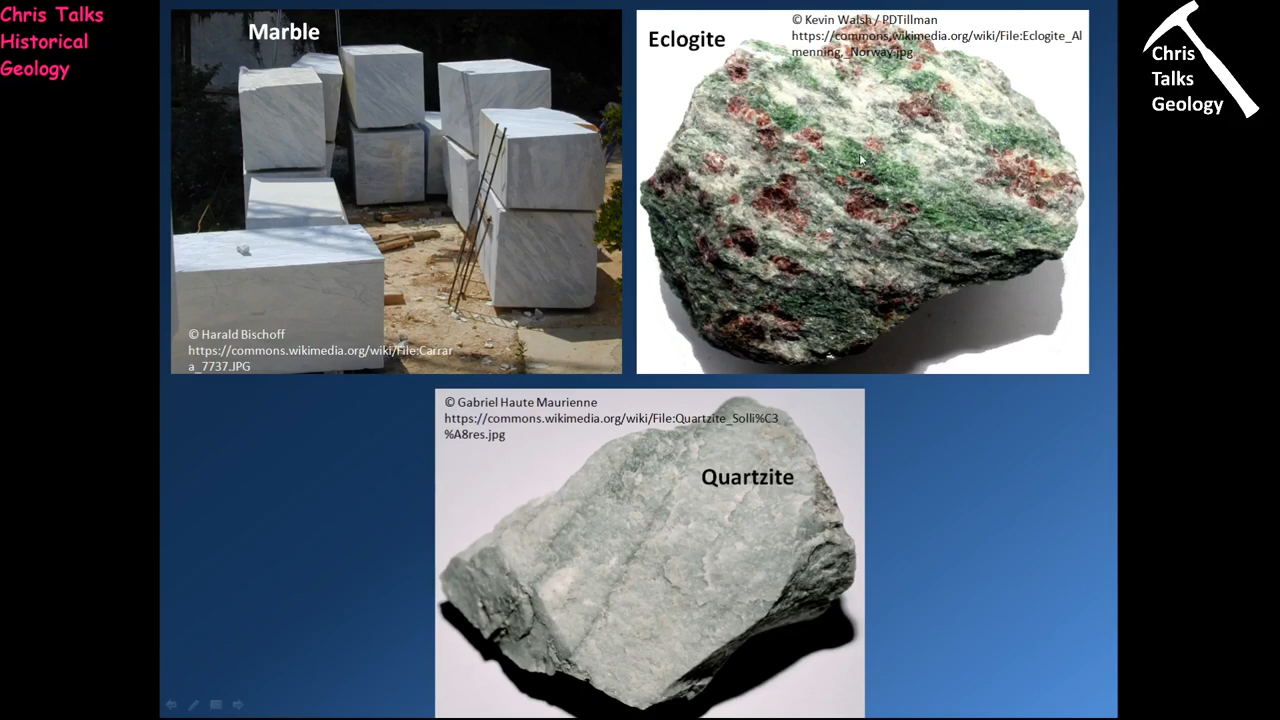 Chris Talks
Historical
Geology
Marble
© Harald Bischoff
https://commons.wikimedia.org/wiki/File:Carrar
a_7737.JPG
Eclogite
© Kevin Walsh / PDTillman
https://commons.wikimedia.org/wiki/File:Eclogite_Al
menning,_Norway.jpg
Chris
Talks
Geology
© Gabriel Haute Maurienne
https://commons.wikimedia.org/wiki/File:Quartzite_Solli%C3
%A8res.jpg
Quartzite